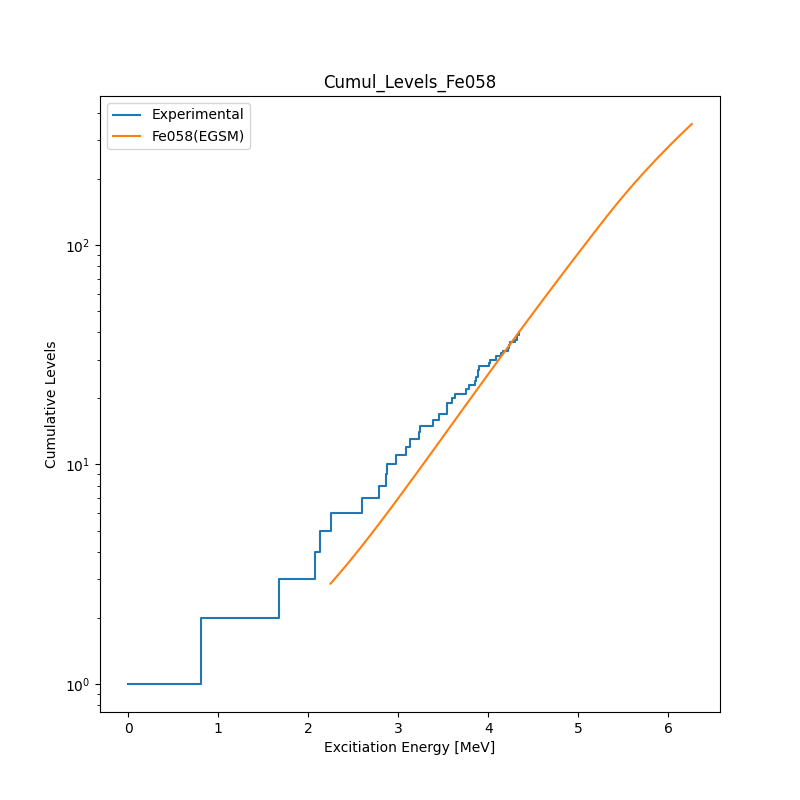 Cumul_Levels_Fe058
Experimental
Fe058(EGSM)
10²
10¹
10⁰
Cumulative Levels
0 1 2 3 4 5 6
Excitiation Energy [MeV]